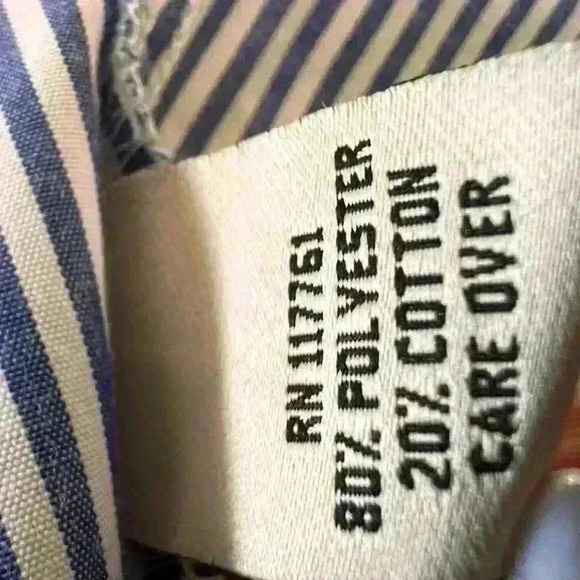 RN 117761
80% POLYESTER
20% COTTON
CARE OVER